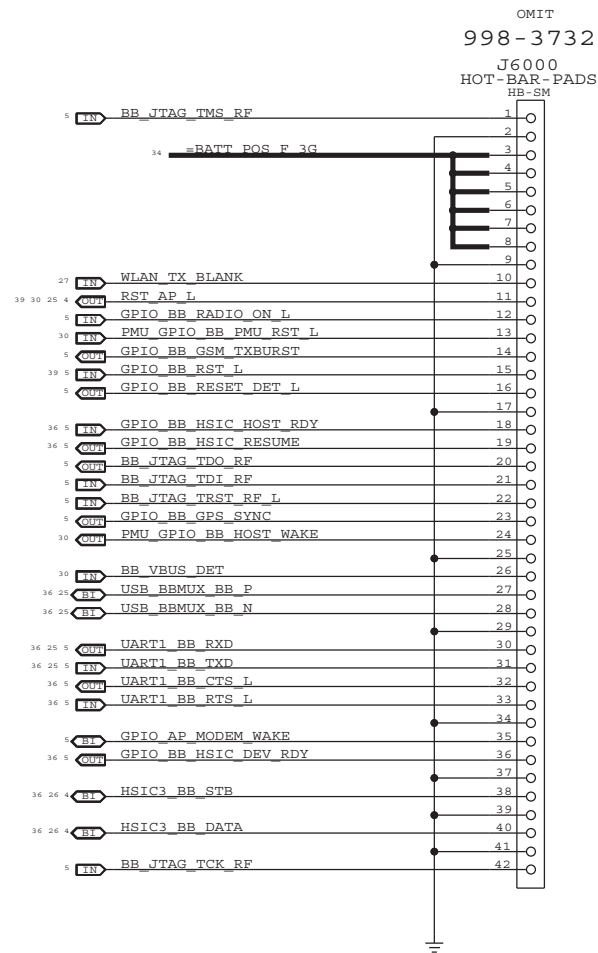 OMIT
998-3732
J6000
HOT-BAR-PADS
HB-SM
5 IN BB_JTAG_TMS_RF 1
2
34 =BATT_POS_F_3G 3
4
5
6
7
8
9
27 IN WLAN_TX_BLANK 10
39 30 25 4 OUT RST_AP_L 11
5 IN GPIO_BB_RADIO_ON_L 12
30 IN PMU_GPIO_BB_PMU_RST_L 13
5 OUT GPIO_BB_GSM_TXBURST 14
39 5 IN GPIO_BB_RST_L 15
5 OUT GPIO_BB_RESET_DET_L 16
17
36 5 IN GPIO_BB_HSIC_HOST_RDY 18
36 5 OUT GPIO_BB_HSIC_RESUME 19
5 OUT BB_JTAG_TDO_RF 20
5 IN BB_JTAG_TDI_RF 21
5 IN BB_JTAG_TRST_RF_L 22
5 OUT GPIO_BB_GPS_SYNC 23
30 OUT PMU_GPIO_BB_HOST_WAKE 24
25
30 IN BB_VBUS_DET 26
36 25 BI USB_BBMUX_BB_P 27
36 25 BI USB_BBMUX_BB_N 28
29
36 25 5 OUT UART1_BB_RXD 30
36 25 5 IN UART1_BB_TXD 31
36 5 OUT UART1_BB_CTS_L 32
36 5 IN UART1_BB_RTS_L 33
34
5 BI GPIO_AP_MODEM_WAKE 35
36 5 OUT GPIO_BB_HSIC_DEV_RDY 36
37
36 26 4 BI HSIC3_BB_STB 38
39
36 26 4 BI HSIC3_BB_DATA 40
41
5 IN BB_JTAG_TCK_RF 42